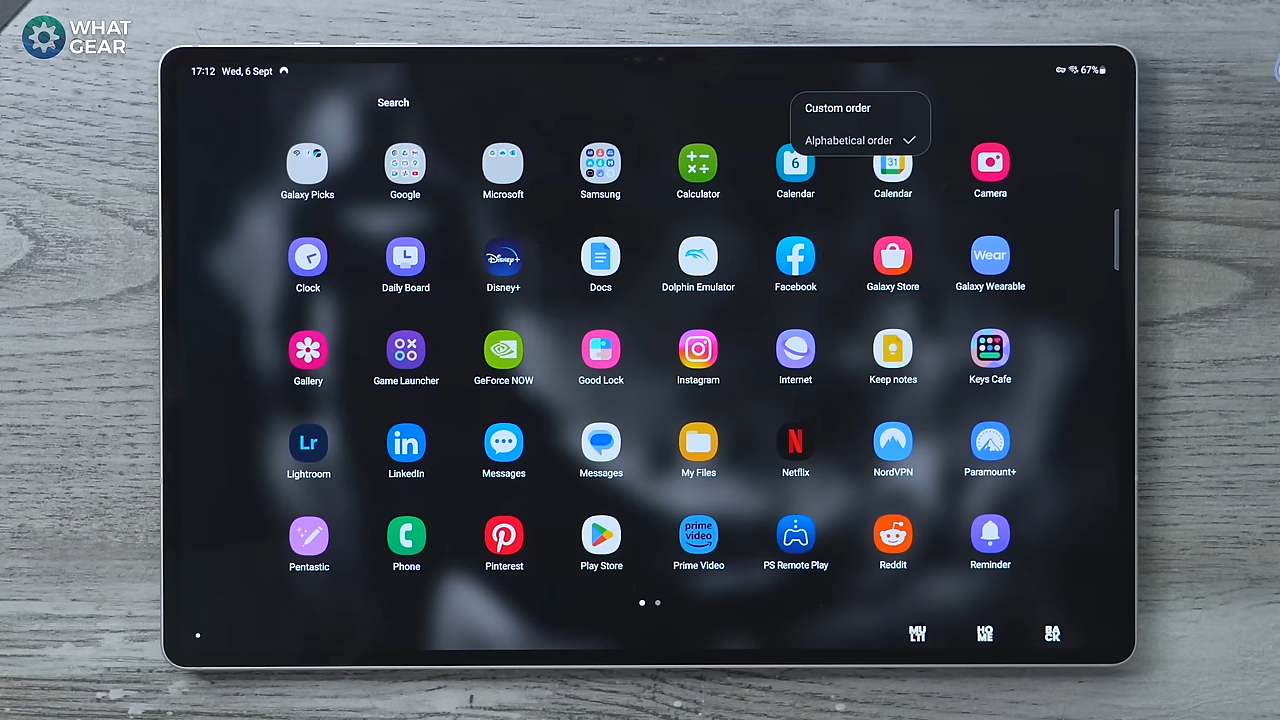 WHAT
GEAR
17:12 Wed, 6 Sept
67%
Search
Custom order
Alphabetical order
6
31
Galaxy Picks
Google
Microsoft
Samsung
Calculator
Calendar
Calendar
Camera
Disney+
Wear
Clock
Daily Board
Disney+
Docs
Dolphin Emulator
Facebook
Galaxy Store
Galaxy Wearable
Gallery
Game Launcher
GeForce NOW
Good Lock
Instagram
Internet
Keep notes
Keys Cafe
Lr
in
N
Lightroom
LinkedIn
Messages
Messages
My Files
Netflix
NordVPN
Paramount+
prime
video
Pentastic
Phone
Pinterest
Play Store
Prime Video
PS Remote Play
Reddit
Reminder
MU
LTI
HO
ME
BA
CK